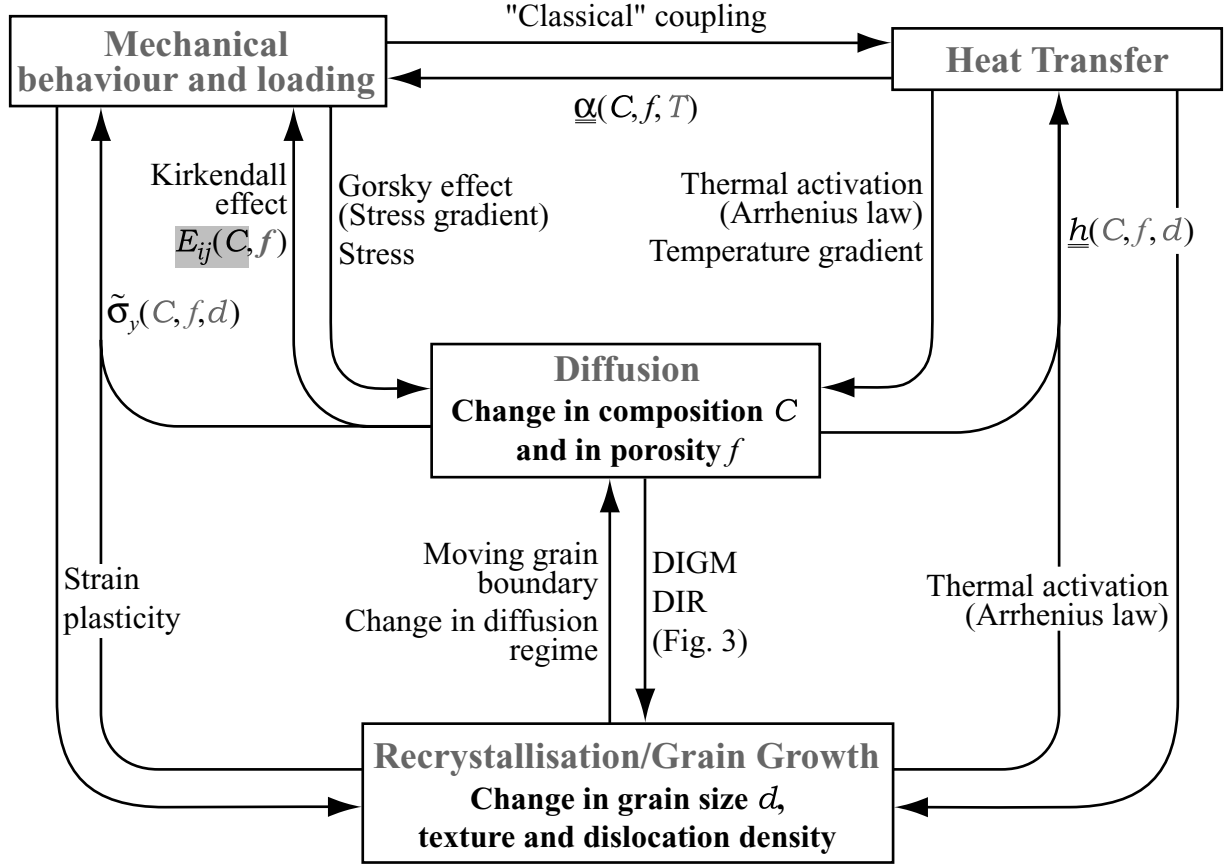 "Classical" coupling
Mechanical
behaviour and loading
Heat Transfer
α(C, f, T)
Kirkendall
effect
E_ij(C, f)
Gorsky effect
(Stress gradient)
Stress
Thermal activation
(Arrhenius law)
Temperature gradient
h(C, f, d)
σ̃_y(C, f, d)
Diffusion
Change in composition C
and in porosity f
Strain
plasticity
Moving grain
boundary
Change in diffusion
regime
DIGM
DIR
(Fig. 3)
Thermal activation
(Arrhenius law)
Recrystallisation/Grain Growth
Change in grain size d,
texture and dislocation density